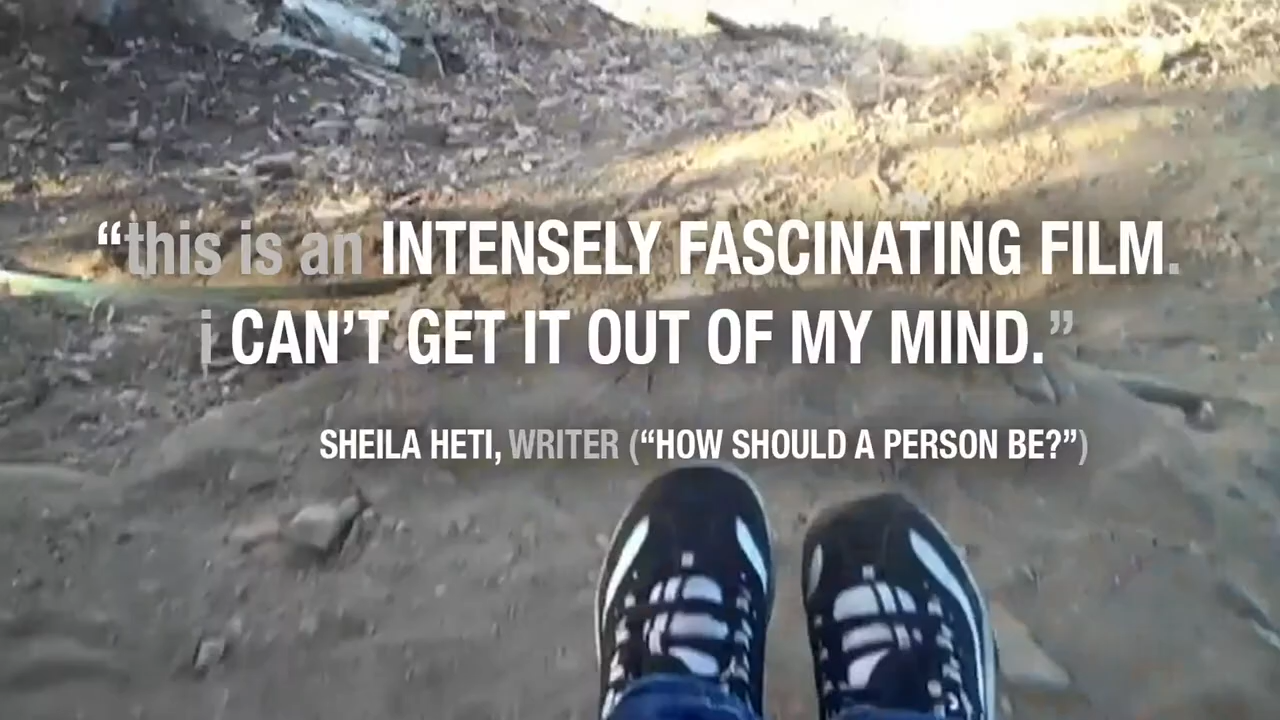 “this is an INTENSELY FASCINATING FILM.
i CAN’T GET IT OUT OF MY MIND.”
SHEILA HETI, WRITER (“HOW SHOULD A PERSON BE?”)